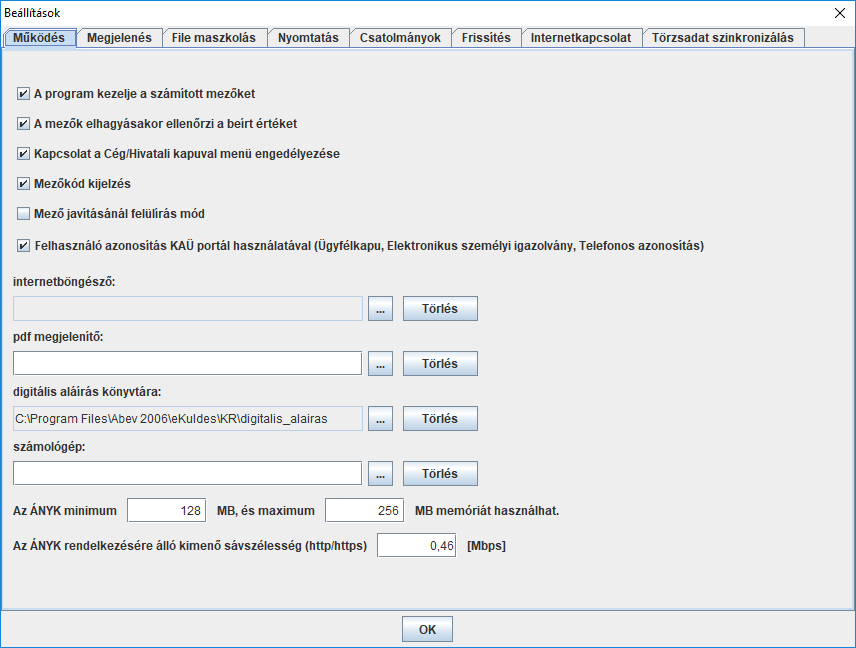 Beállítások
Működés Megjelenés File maszkolás Nyomtatás Csatolmányok Frissítés Internetkapcsolat Törzsadat szinkronizálás
A program kezelje a számított mezőket
A mezők elhagyásakor ellenőrzi a beírt értéket
Kapcsolat a Cég/Hivatali kapuval menü engedélyezése
Mezőkód kijelzés
Mező javításánál felülírás mód
Felhasználó azonosítás KAÜ portál használatával (Ügyfélkapu, Elektronikus személyi igazolvány, Telefonos azonosítás)
internetböngésző:
... Törlés
pdf megjelenítő:
... Törlés
digitális aláírás könyvtára:
C:\Program Files\Abev 2006\eKuldes\KR\digitalis_alairas ... Törlés
számológép:
... Törlés
Az ÁNYK minimum 128 MB, és maximum 256 MB memóriát használhat.
Az ÁNYK rendelkezésére álló kimenő sávszélesség (http/https) 0,46 [Mbps]
OK